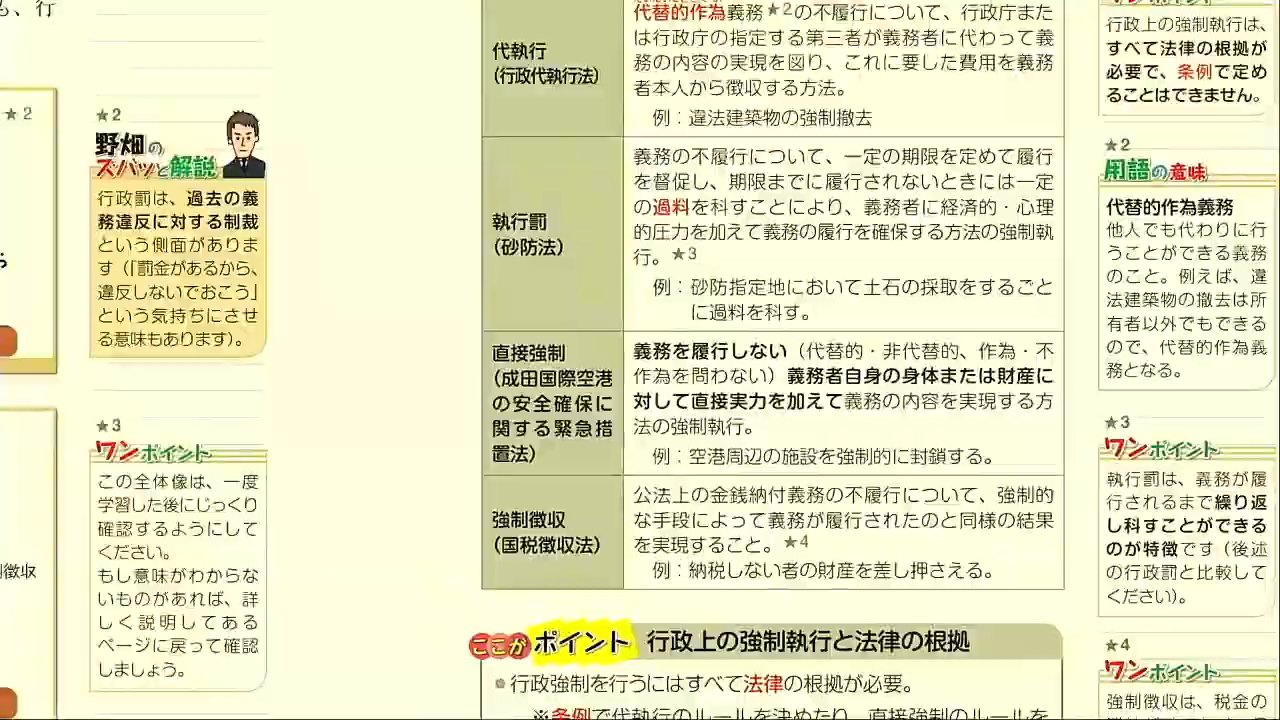 も、行
★2
徴収
★2
野畑の
ズバッと解説
行政罰は、過去の義
務違反に対する制裁
という側面がありま
す（「罰金があるから、
違反しないでおこう」
という気持ちにさせ
る意味もあります）。
★3
ワンポイント
この全体像は、一度
学習した後にじっくり
確認するようにして
ください。
もし意味がわからな
いものがあれば、詳
しく説明してある
ページに戻って確認
しましょう。
代執行
（行政代執行法）
代替的作為義務★2の不履行について、行政庁また
は行政庁の指定する第三者が義務者に代わって義
務の内容の実現を図り、これに要した費用を義務
者本人から徴収する方法。
例：違法建築物の強制撤去
執行罰
（砂防法）
義務の不履行について、一定の期限を定めて履行
を督促し、期限までに履行されないときには一定
の過料を科すことにより、義務者に経済的・心理
的圧力を加えて義務の履行を確保する方法の強制執
行。★3
例：砂防指定地において土石の採取をするごと
に過料を科す。
直接強制
（成田国際空港
の安全確保に
関する緊急措
置法）
義務を履行しない（代替的・非代替的、作為・不
作為を問わない）義務者自身の身体または財産に
対して直接実力を加えて義務の内容を実現する方
法の強制執行。
例：空港周辺の施設を強制的に封鎖する。
強制徴収
（国税徴収法）
公法上の金銭納付義務の不履行について、強制的
な手段によって義務が履行されたのと同様の結果
を実現すること。★4
例：納税しない者の財産を差し押さえる。
ここが ポイント 行政上の強制執行と法律の根拠
行政強制を行うにはすべて法律の根拠が必要。
※条例で代執行のルールを決めたり、直接強制のルールを
ワンポイント
行政上の強制執行は、
すべて法律の根拠が
必要で、条例で定め
ることはできません。
★2
用語の意味
代替的作為義務
他人でも代わりに行
うことができる義務
のこと。例えば、違
法建築物の撤去は所
有者以外でもできる
ので、代替的作為義
務となる。
★3
ワンポイント
執行罰は、義務が履
行されるまで繰り返
し科すことができる
のが特徴です（後述
の行政罰と比較して
ください）。
★4
ワンポイント
強制徴収は、税金の